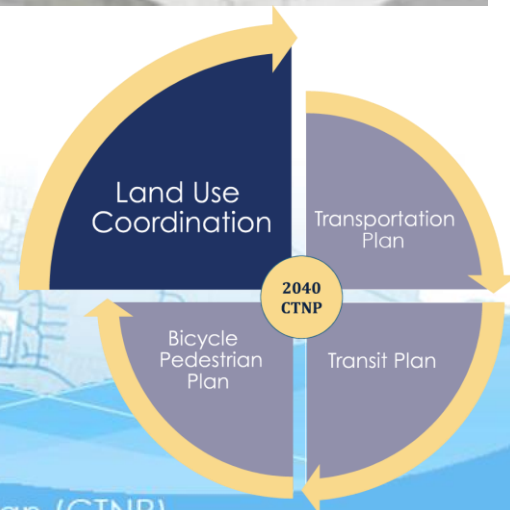 Land Use
Coordination
Transportation
Plan
2040
CTNP
Bicycle
Pedestrian
Plan
Transit Plan
(CTNP)